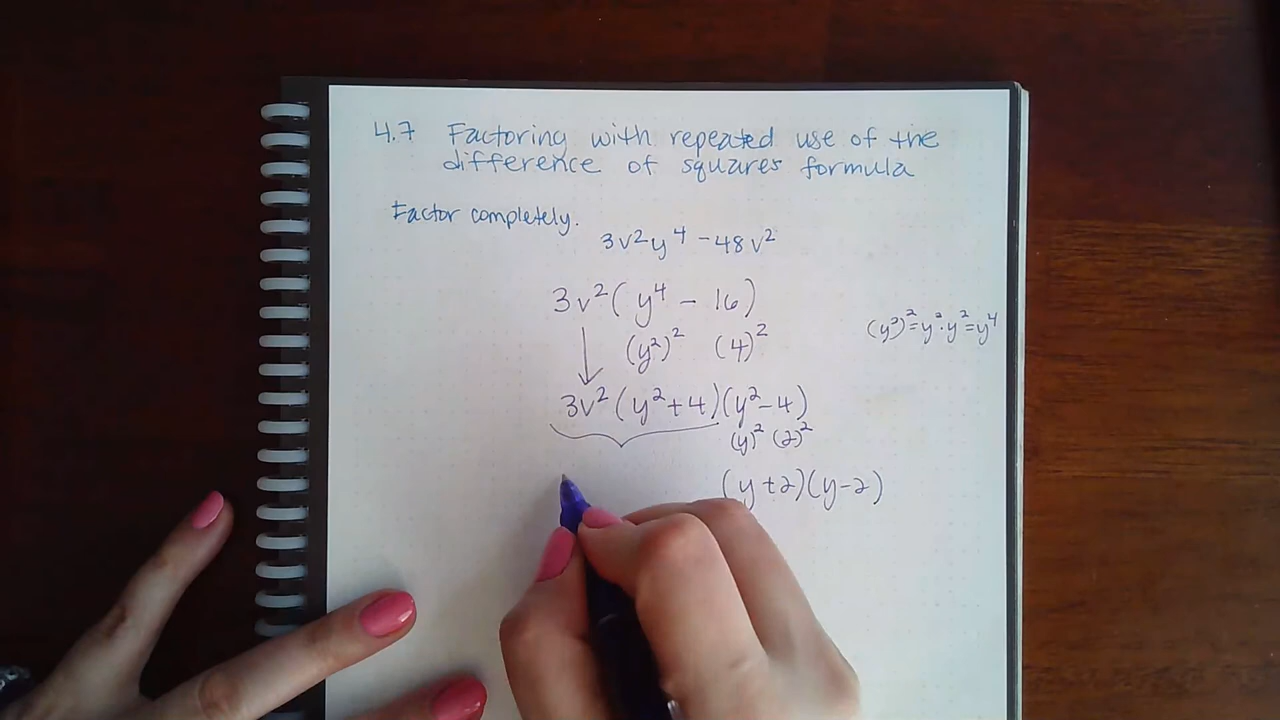 4.7 Factoring with repeated use of the
difference of squares formula
Factor completely.
3v²y⁴ - 48v²
3v²(y⁴ - 16)
(y²)² = y²·y² = y⁴
(y²)² (4)²
3v²(y²+4)(y²-4)
(y)² (2)²
(y+2)(y-2)